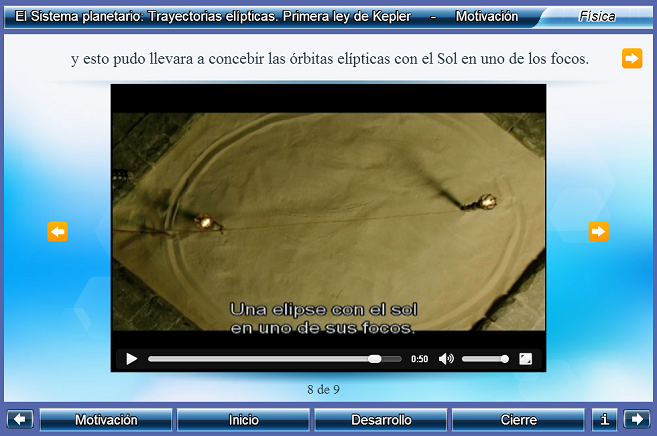 El Sistema planetario: Trayectorias elípticas. Primera ley de Kepler - Motivación Física
y esto pudo llevara a concebir las órbitas elípticas con el Sol en uno de los focos.
Una elipse con el sol
en uno de sus focos.
0:50
8 de 9
Motivación Inicio Desarrollo Cierre i